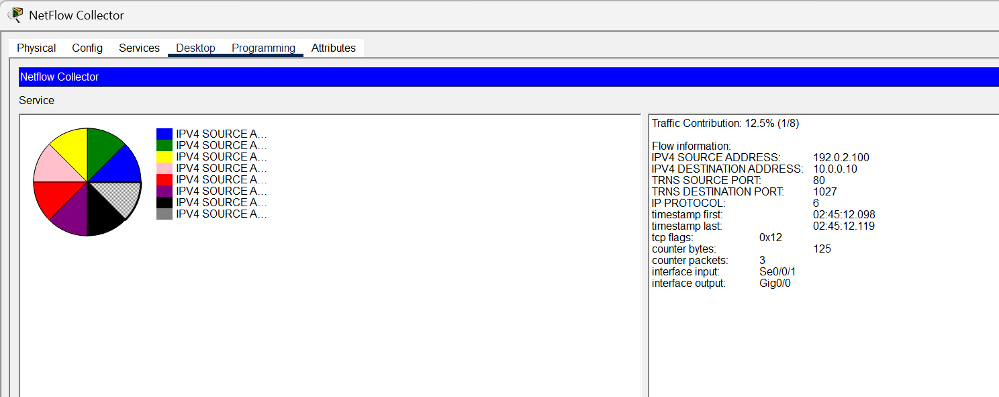 NetFlow Collector
Physical Config Services Desktop Programming Attributes
Netflow Collector
Service
IPV4 SOURCE A...
IPV4 SOURCE A...
IPV4 SOURCE A...
IPV4 SOURCE A...
IPV4 SOURCE A...
IPV4 SOURCE A...
IPV4 SOURCE A...
IPV4 SOURCE A...
Traffic Contribution: 12.5% (1/8)
Flow information:
IPV4 SOURCE ADDRESS: 192.0.2.100
IPV4 DESTINATION ADDRESS: 10.0.0.10
TRNS SOURCE PORT: 80
TRNS DESTINATION PORT: 1027
IP PROTOCOL: 6
timestamp first: 02:45:12.098
timestamp last: 02:45:12.119
tcp flags: 0x12
counter bytes: 125
counter packets: 3
interface input: Se0/0/1
interface output: Gig0/0